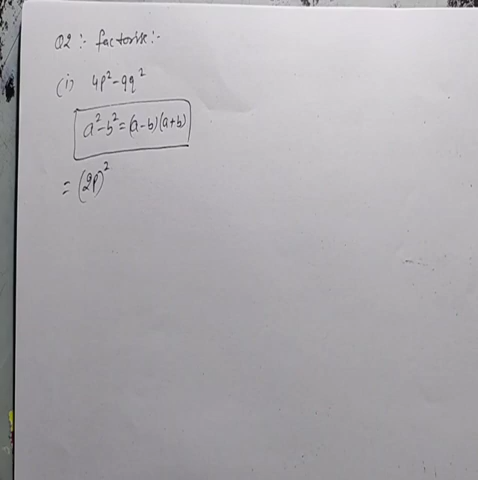 Q2 :- factorise :-
(i) 4p²-9q²
a²-b²=(a-b)(a+b)
= (2p)²